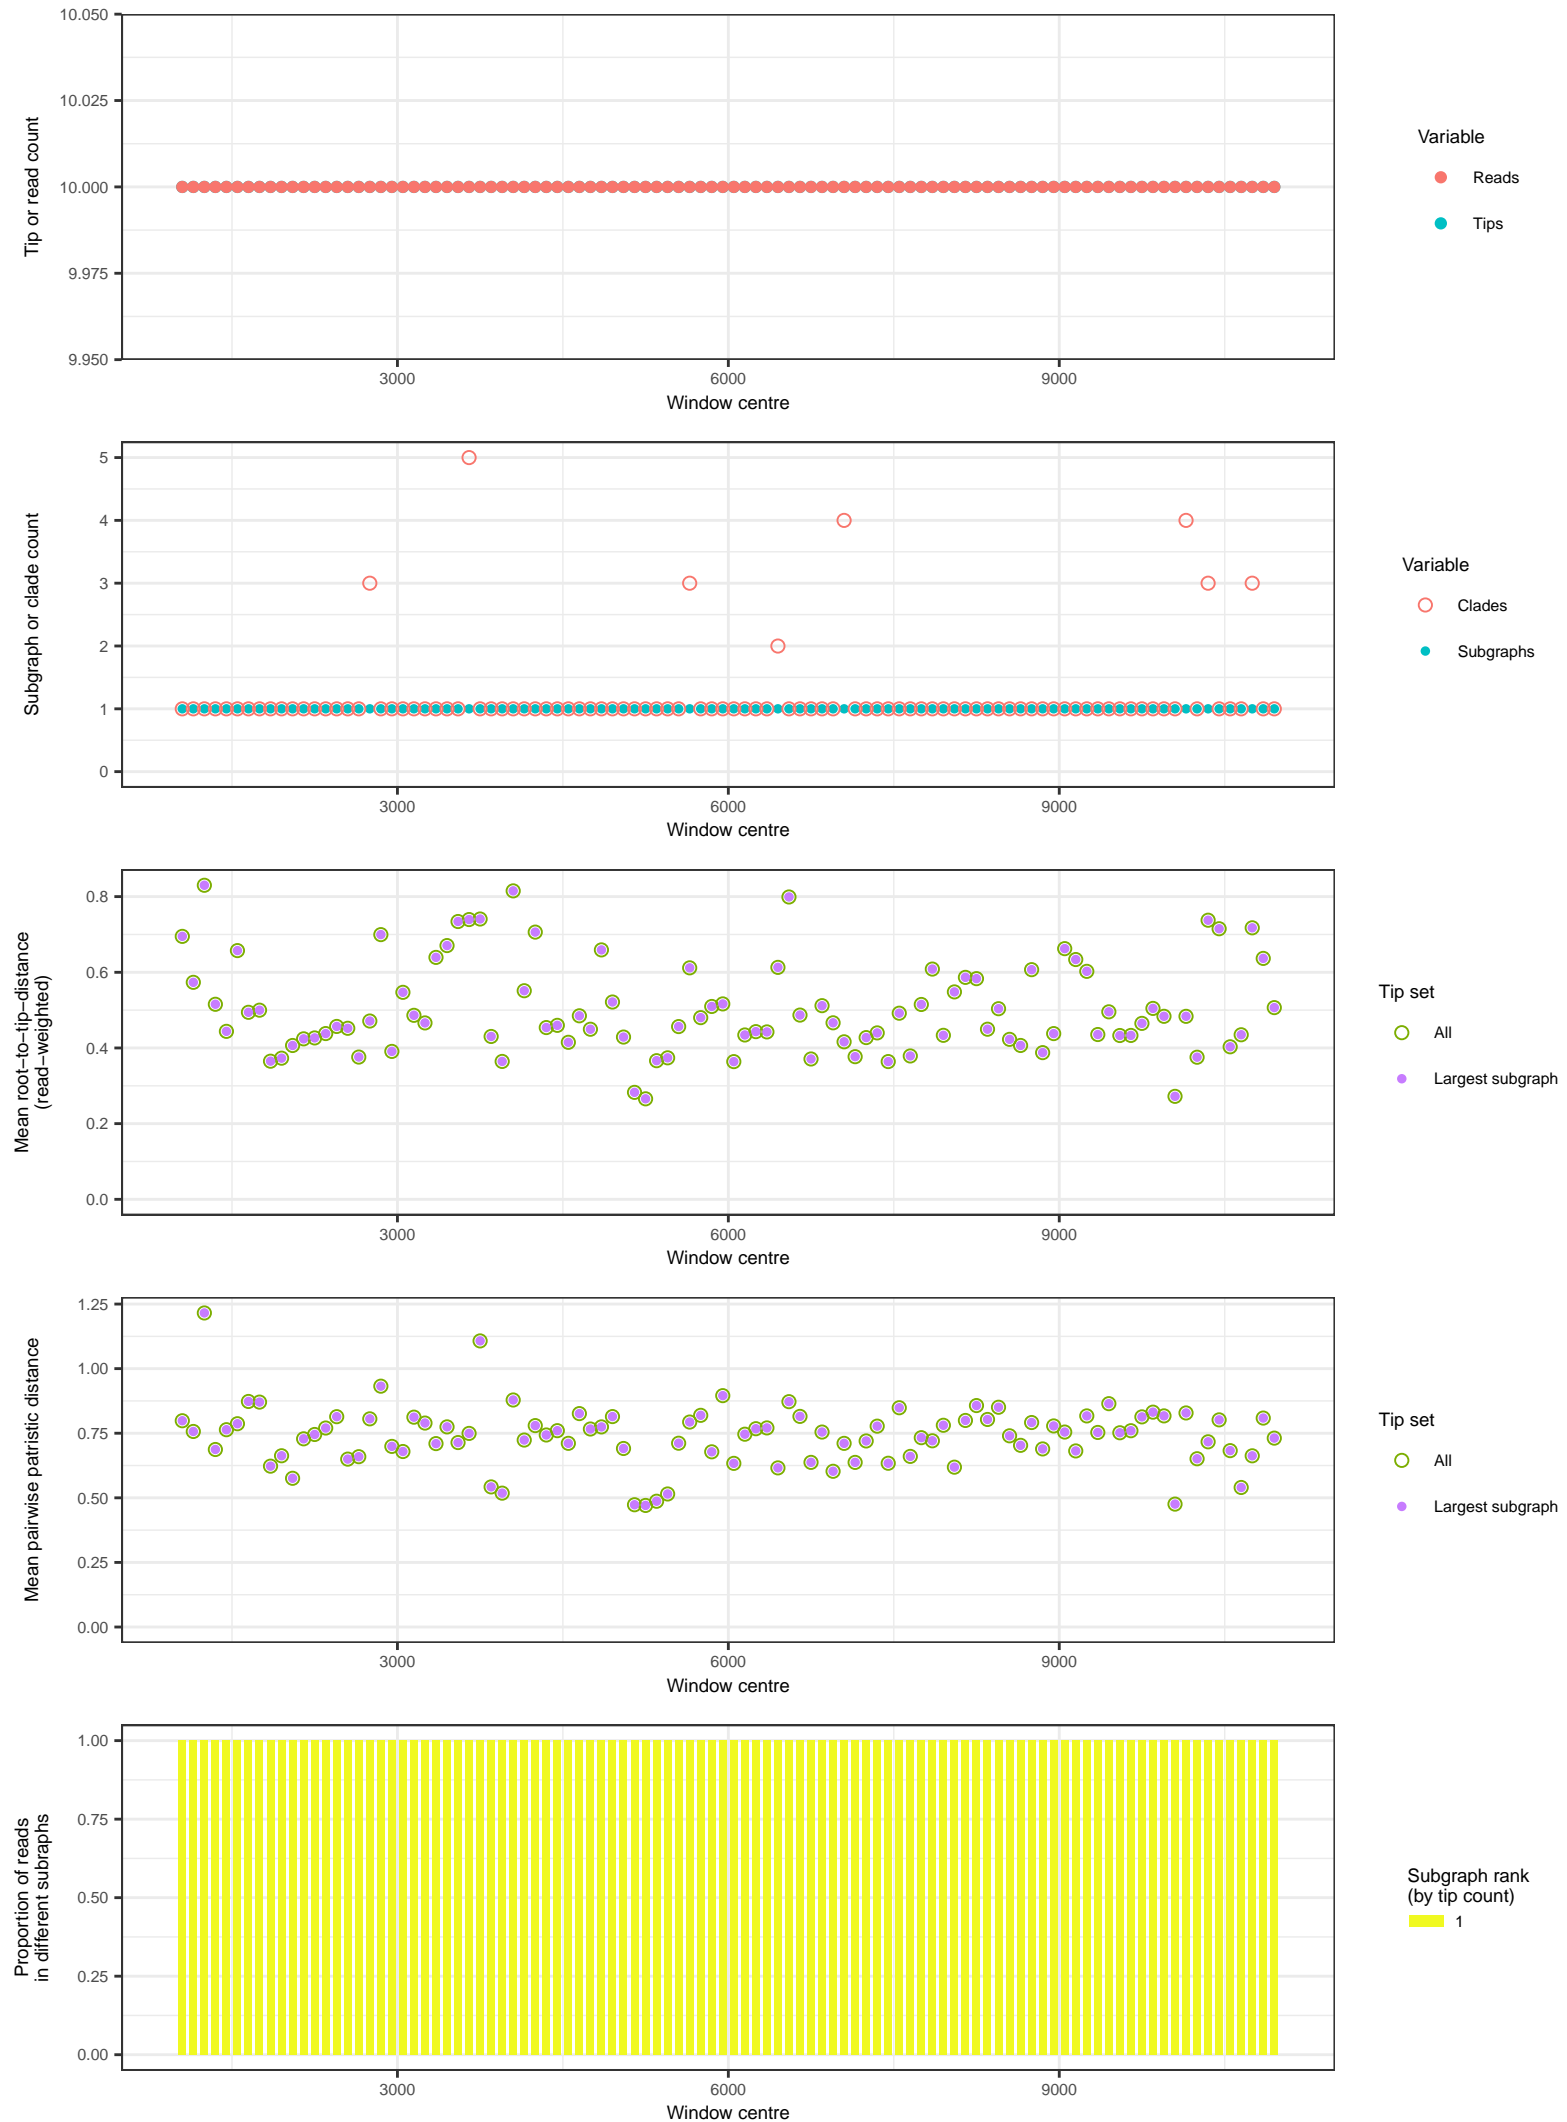 10.050
10.025
10.000
9.975
9.950
Tip or read count
3000 6000 9000
Window centre
Variable
Reads
Tips
5
4
3
2
1
0
Subgraph or clade count
3000 6000 9000
Window centre
Variable
Clades
Subgraphs
0.8
0.6
0.4
0.2
0.0
Mean root−to−tip−distance
(read−weighted)
3000 6000 9000
Window centre
Tip set
All
Largest subgraph
1.25
1.00
0.75
0.50
0.25
0.00
Mean pairwise patristic distance
3000 6000 9000
Window centre
Tip set
All
Largest subgraph
1.00
0.75
0.50
0.25
0.00
Proportion of reads
in different subraphs
3000 6000 9000
Window centre
Subgraph rank
(by tip count)
1